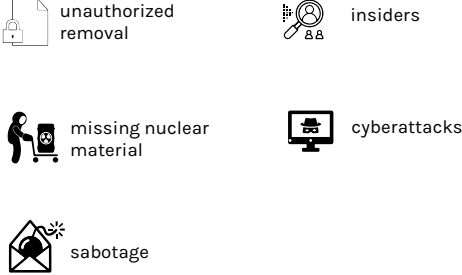 unauthorized
removal
insiders
missing nuclear
material
cyberattacks
sabotage